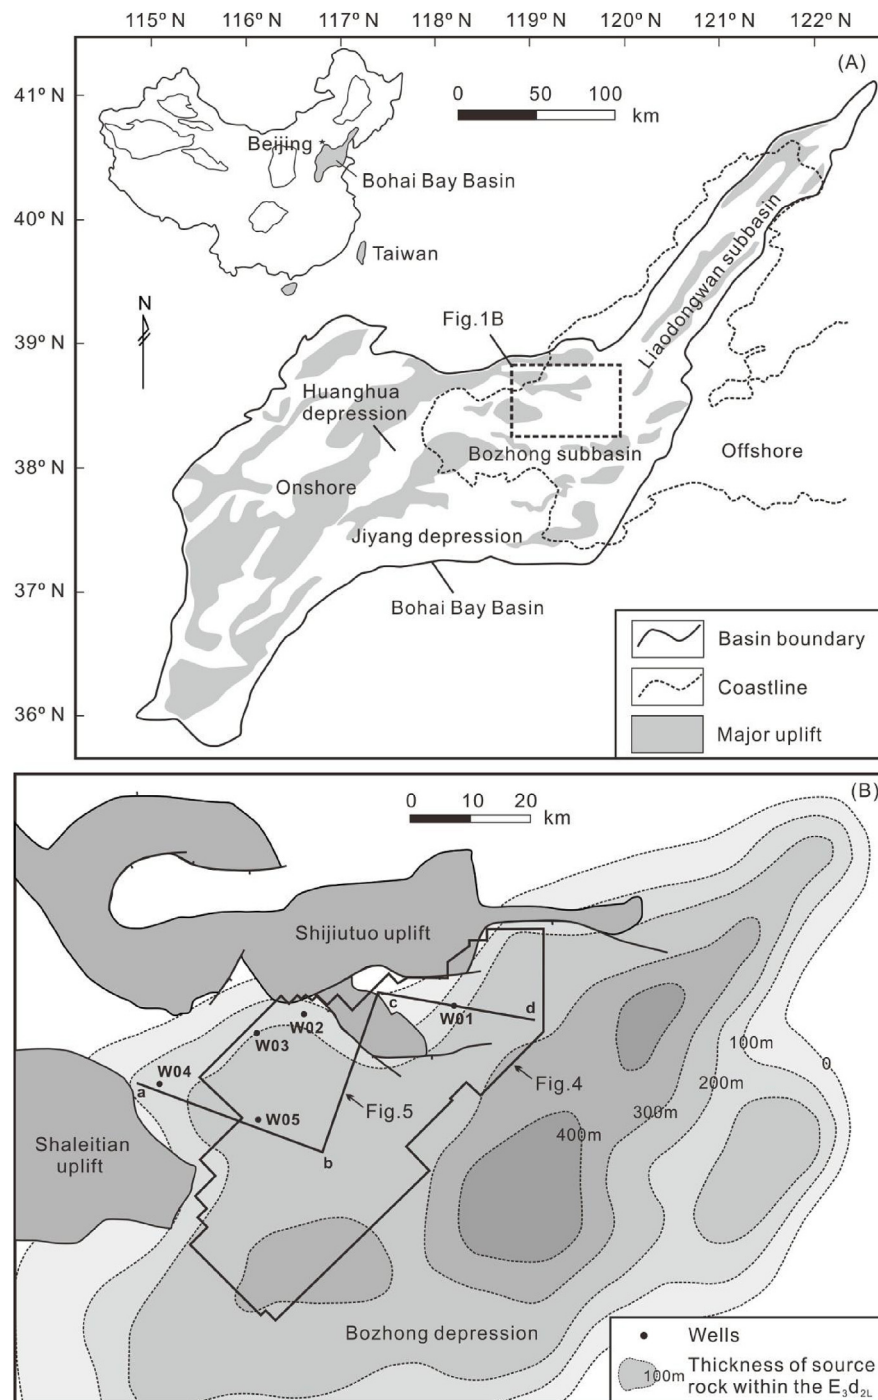 115° N 116° N 117° N 118° N 119° N 120° N 121° N 122° N
(A)
41° N
40° N
39° N
38° N
37° N
36° N
0 50 100
km
Beijing *
Bohai Bay Basin
Taiwan
N
Fig.1B
Liaodongwan subbasin
Huanghua
depression
Bozhong subbasin
Offshore
Onshore
Jiyang depression
Bohai Bay Basin
Basin boundary
Coastline
Major uplift
(B)
0 10 20
km
Shijiutuo uplift
c
W01
d
W02
W03
W04
a
Fig.5
Fig.4
W05
b
Shaleitian
uplift
100m
0
200m
300m
400m
Bozhong depression
Wells
100m Thickness of source
rock within the E₃d₂L